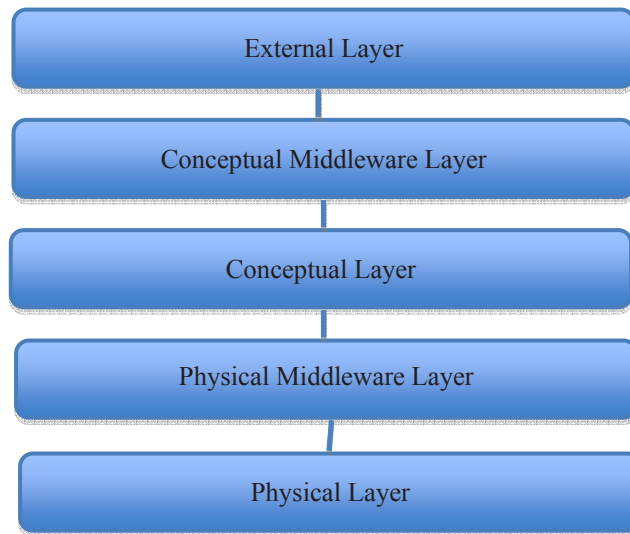 External Layer
Conceptual Middleware Layer
Conceptual Layer
Physical Middleware Layer
Physical Layer